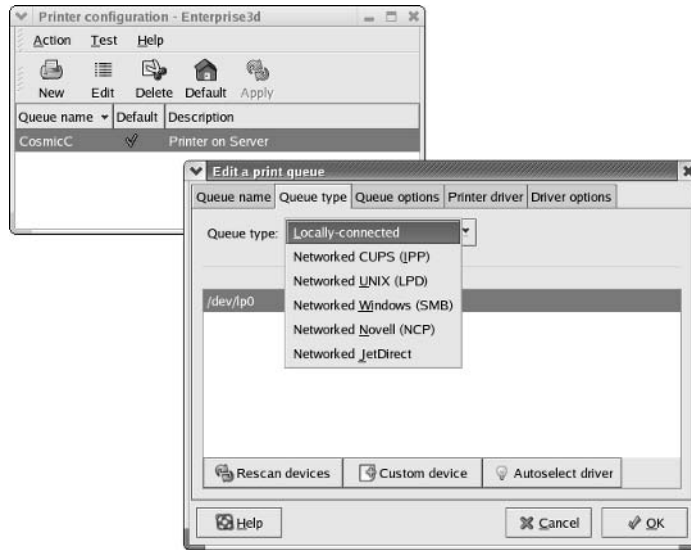 Printer configuration - Enterprise3d
Action Test Help
New Edit Delete Default Apply
Queue name Default Description
CosmicC Printer on Server
Edit a print queue
Queue name Queue type Queue options Printer driver Driver options
Queue type: Locally-connected
Networked CUPS (IPP)
Networked UNIX (LPD)
Networked Windows (SMB)
Networked Novell (NCP)
Networked JetDirect
/dev/lp0
Rescan devices Custom device Autoselect driver
Help Cancel OK